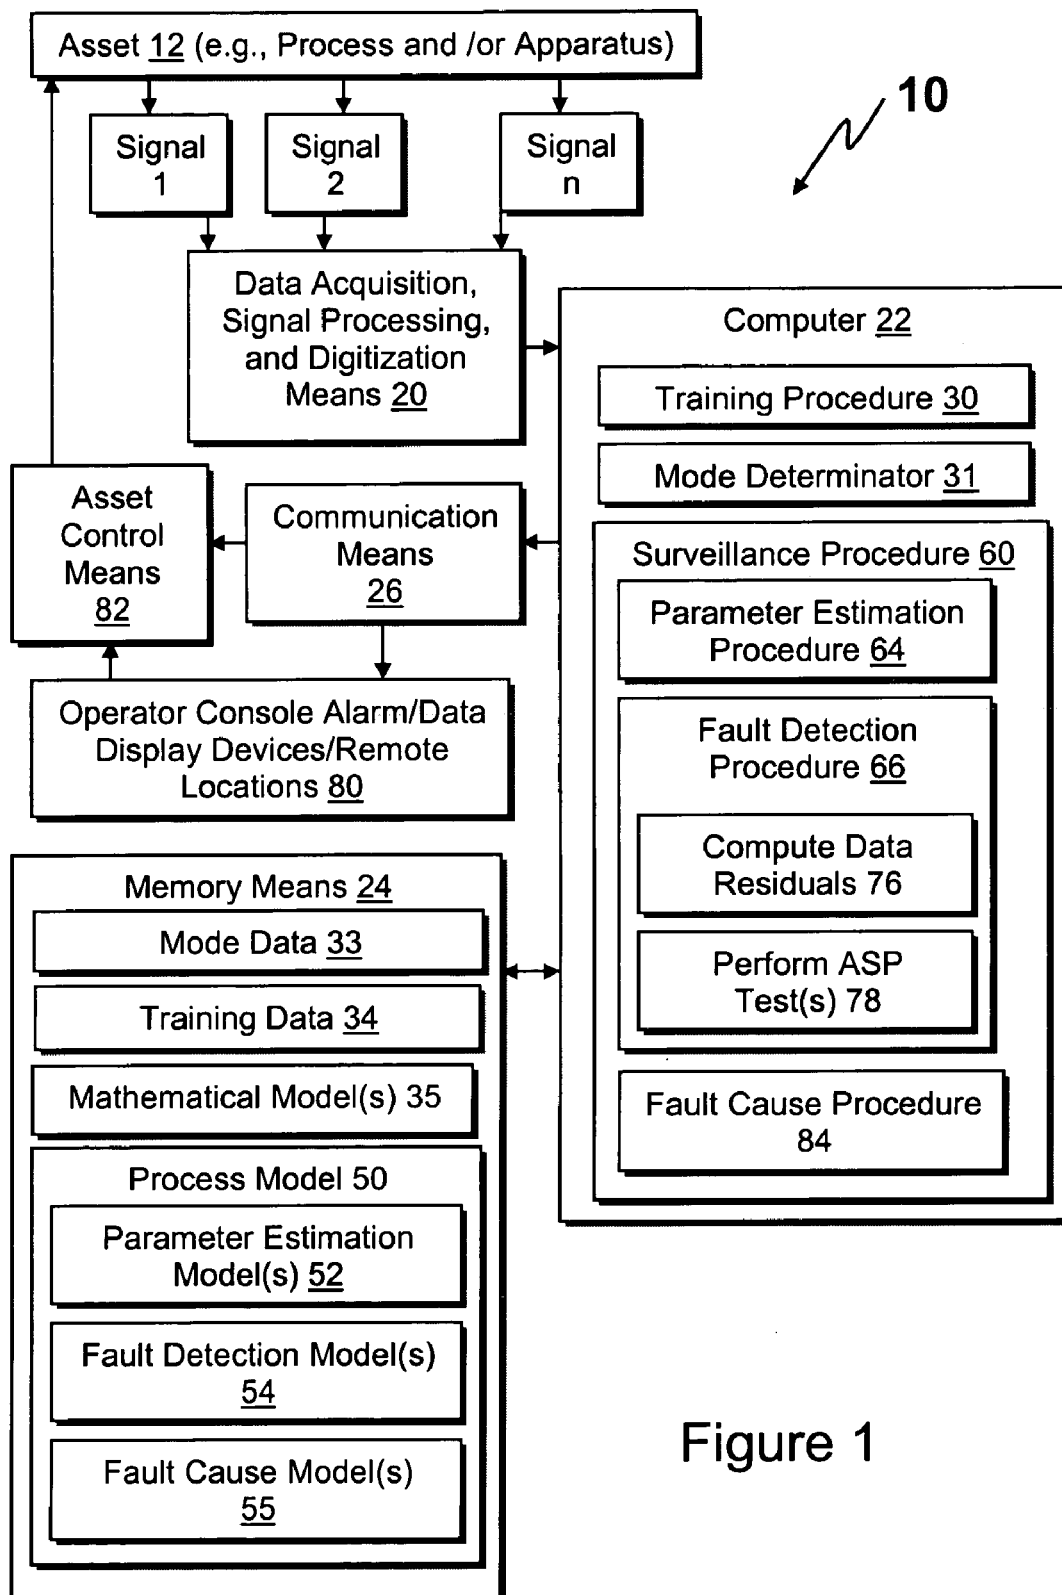 Asset 12 (e.g., Process and /or Apparatus)
10
Signal
1
Signal
2
Signal
n
Data Acquisition,
Signal Processing,
and Digitization
Means 20
Computer 22
Training Procedure 30
Mode Determinator 31
Asset
Control
Means
82
Communication
Means
26
Surveillance Procedure 60
Parameter Estimation
Procedure 64
Operator Console Alarm/Data
Display Devices/Remote
Locations 80
Fault Detection
Procedure 66
Compute Data
Residuals 76
Perform ASP
Test(s) 78
Fault Cause Procedure
84
Memory Means 24
Mode Data 33
Training Data 34
Mathematical Model(s) 35
Process Model 50
Parameter Estimation
Model(s) 52
Fault Detection Model(s)
54
Fault Cause Model(s)
55
Figure 1